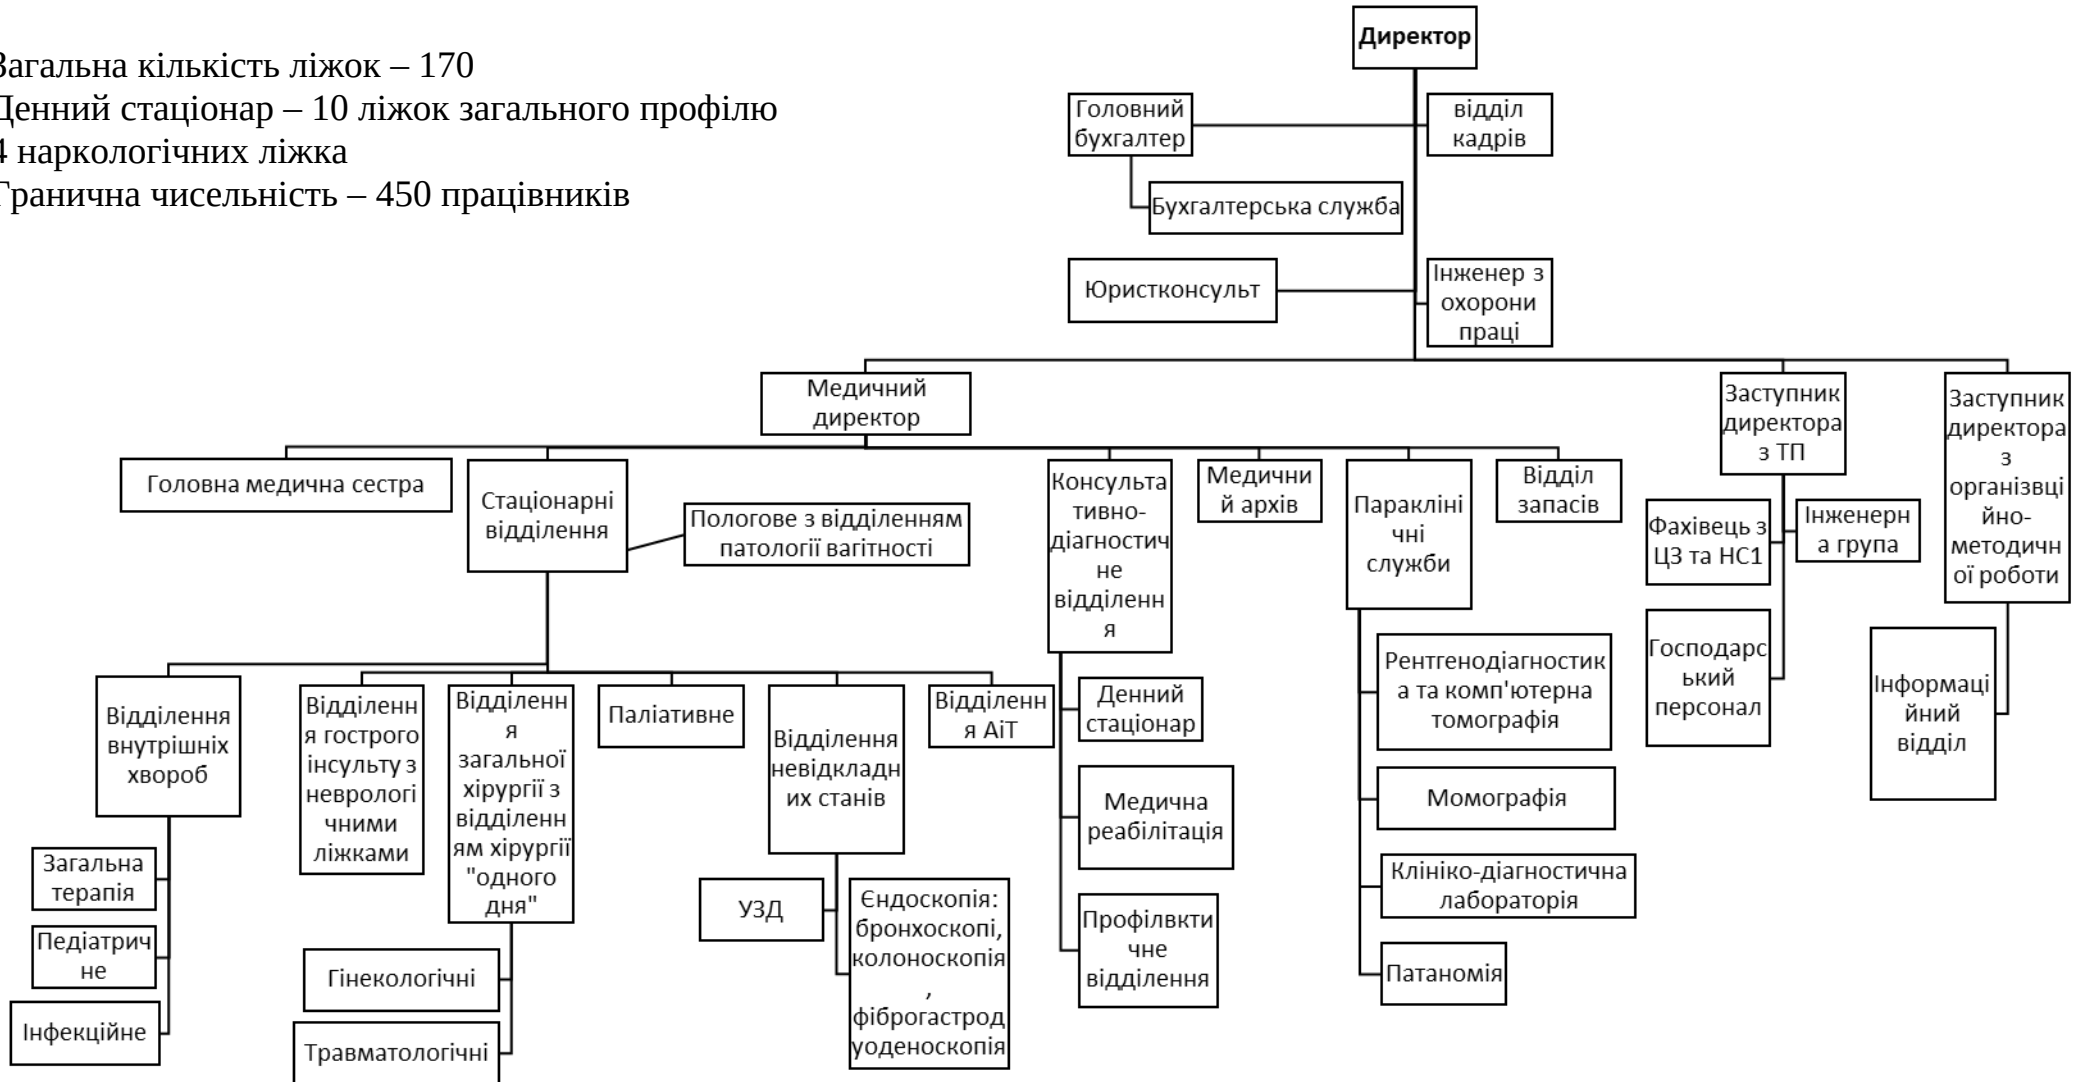 Загальна кількість ліжок – 170
Денний стаціонар – 10 ліжок загального профілю
4 наркологічних ліжка
Гранична чисельність – 450 працівників
Директор
Головний
бухгалтер
відділ
кадрів
Бухгалтерська служба
Юристконсульт
Інженер з
охорони
праці
Медичний
директор
Заступник
директора
з ТП
Заступник
директора
з
організвці
йно-
методичн
ої роботи
Головна медична сестра
Стаціонарні
відділення
Пологове з відділенням
патології вагітності
Консульта
тивно-
діагностич
не
відділенн
я
Медични
й архів
Параклiні
чні
служби
Відділ
запасів
Фахівець з
ЦЗ та НС1
Інженерн
а група
Господарс
ький
персонал
Інформаці
йний
відділ
Відділення
внутрішніх
хвороб
Відділенн
я гострого
інсульту з
неврологі
чними
ліжками
Відділенн
я
загальної
хірургії з
відділенн
ям хірургії
"одного
дня"
Паліативне
Відділення
невідкладн
их станів
Відділенн
я АіТ
Денний
стаціонар
Медична
реабілітація
Профілвкти
чне
відділення
Рентгенодіагностик
а та комп'ютерна
томографія
Момографія
Клініко-діагностична
лабораторія
Патаномія
Загальна
терапія
Педіатрич
не
Інфекційне
Гінекологічні
Травматологічні
УЗД
Єндоскопія:
бронхоскопі,
колоноскопія
,
фіброгастрод
уоденоскопія